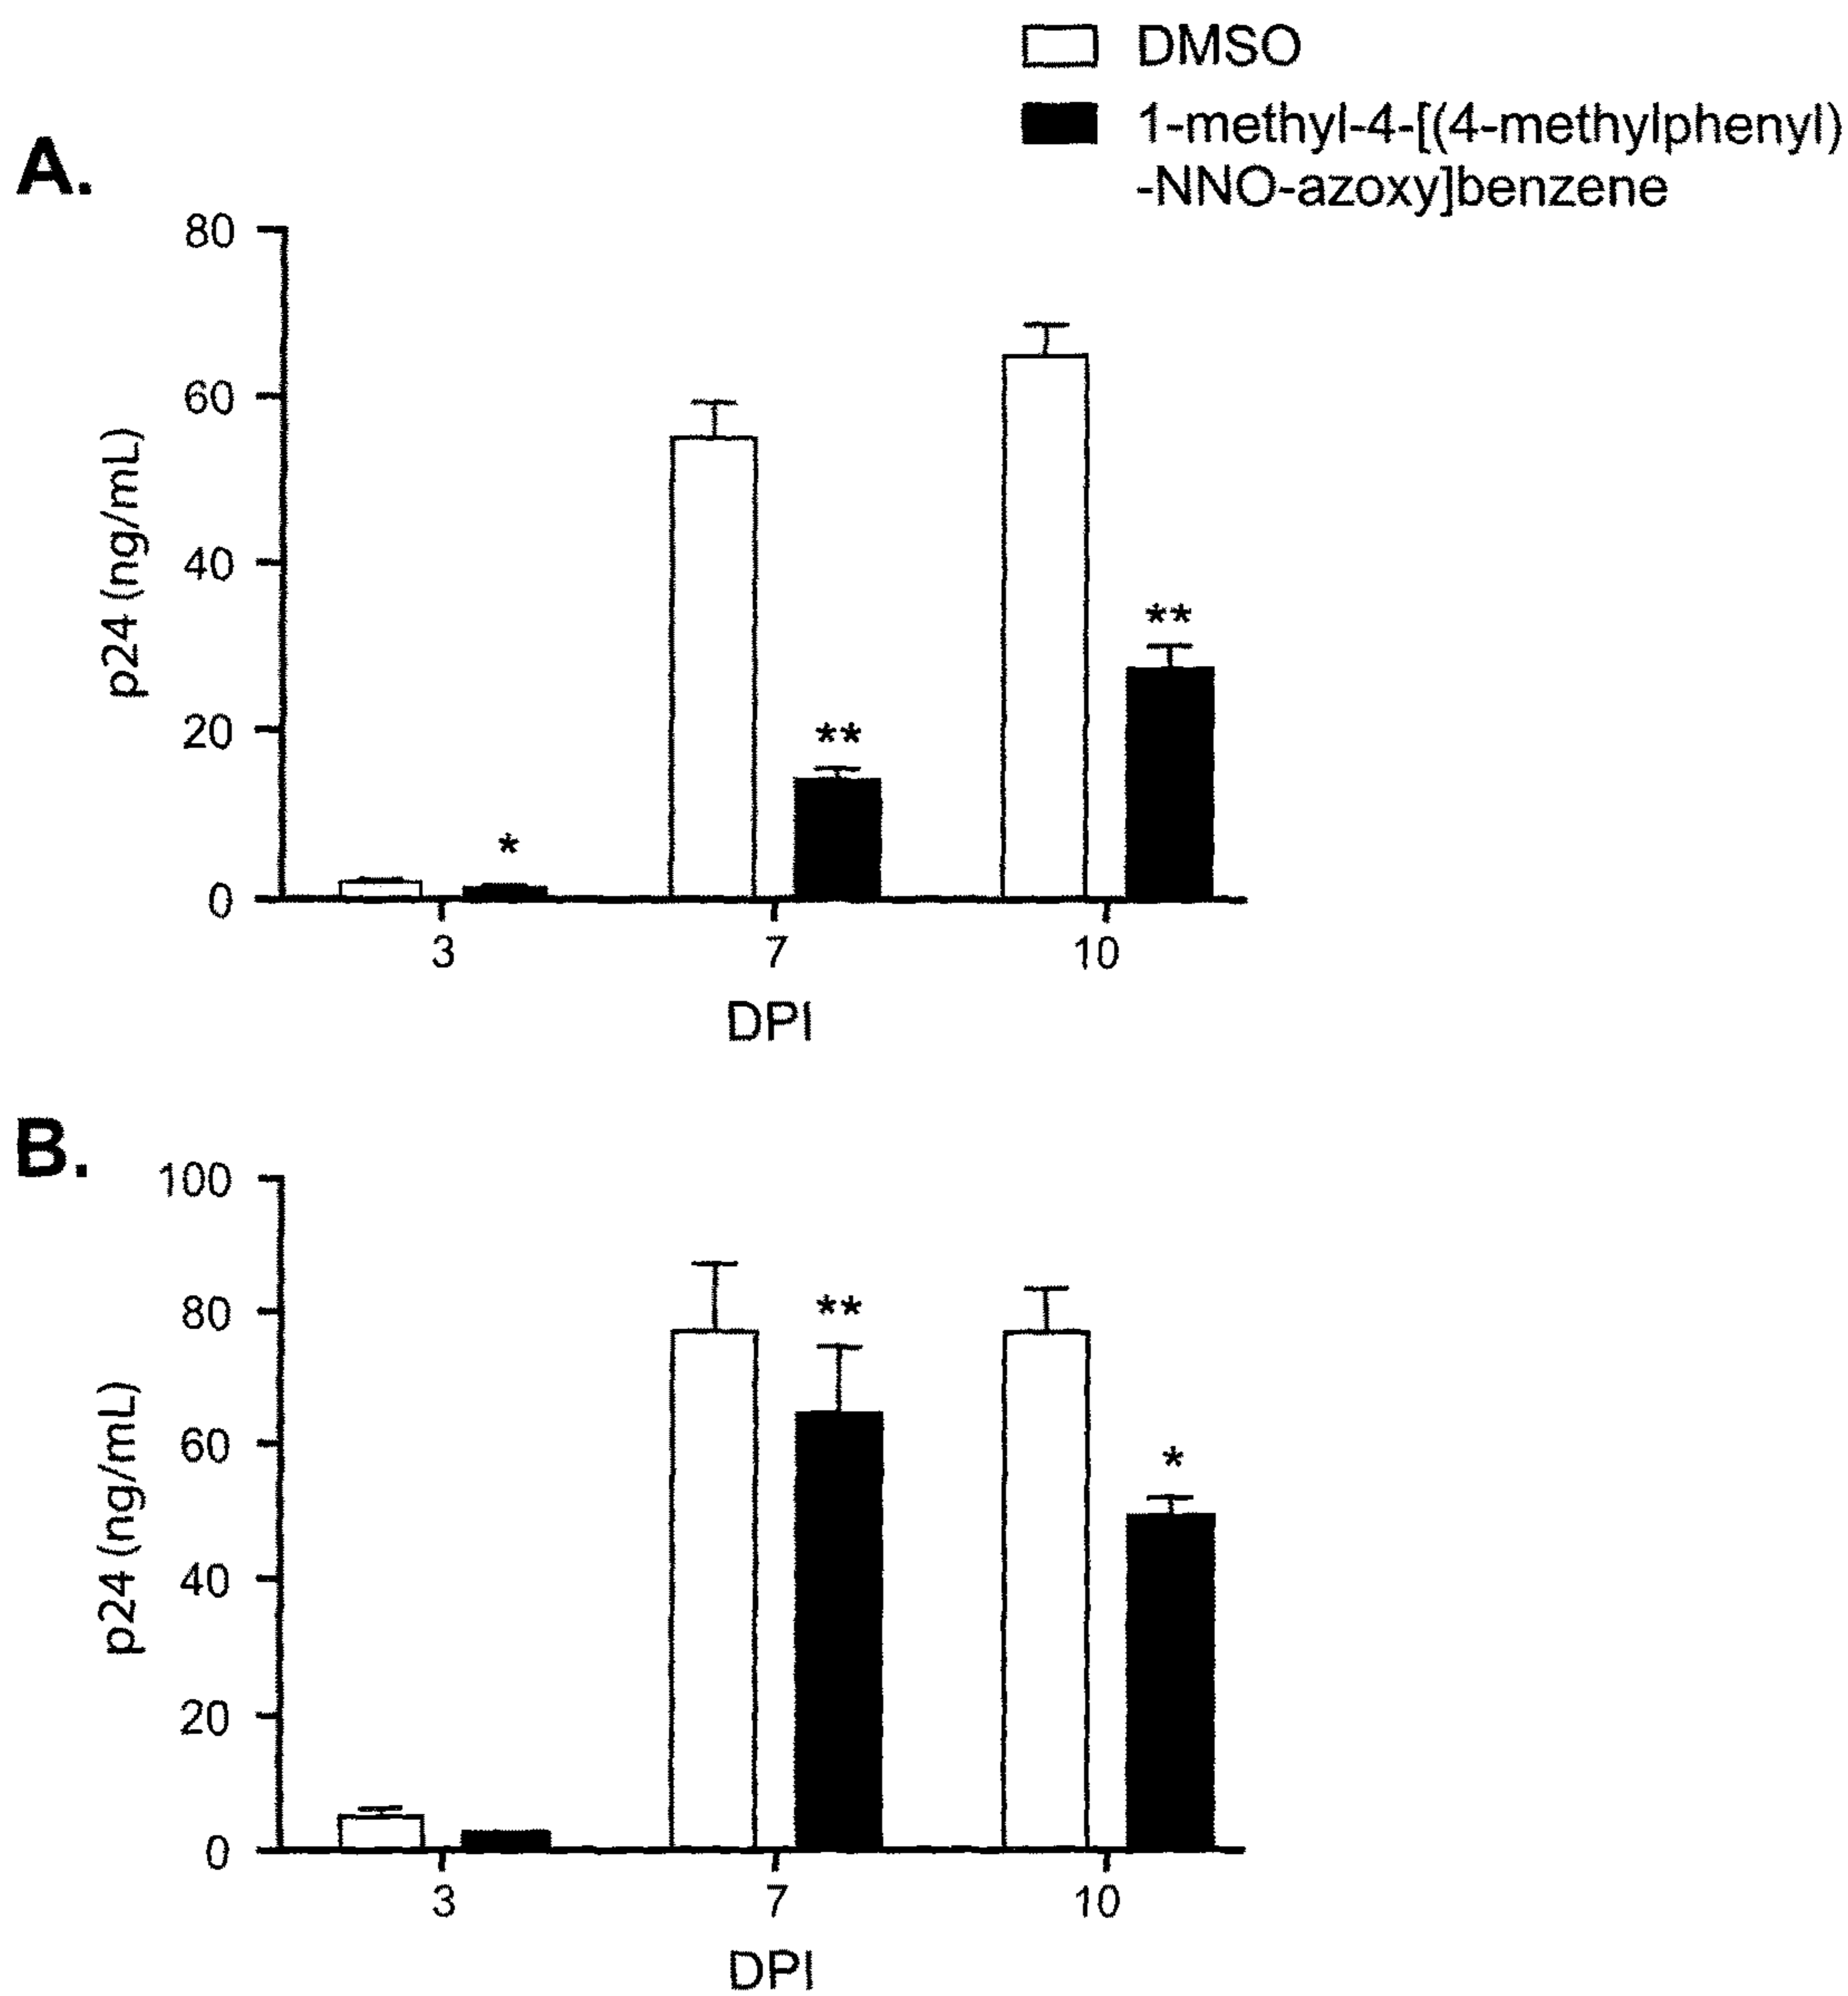 DMSO
1-methyl-4-[(4-methylphenyl)
-NNO-azoxy]benzene
A.
80
60
40
20
0
p24 (ng/mL)
*
**
**
3 7 10
DPI
B.
100
80
60
40
20
0
p24 (ng/mL)
**
*
3 7 10
DPI